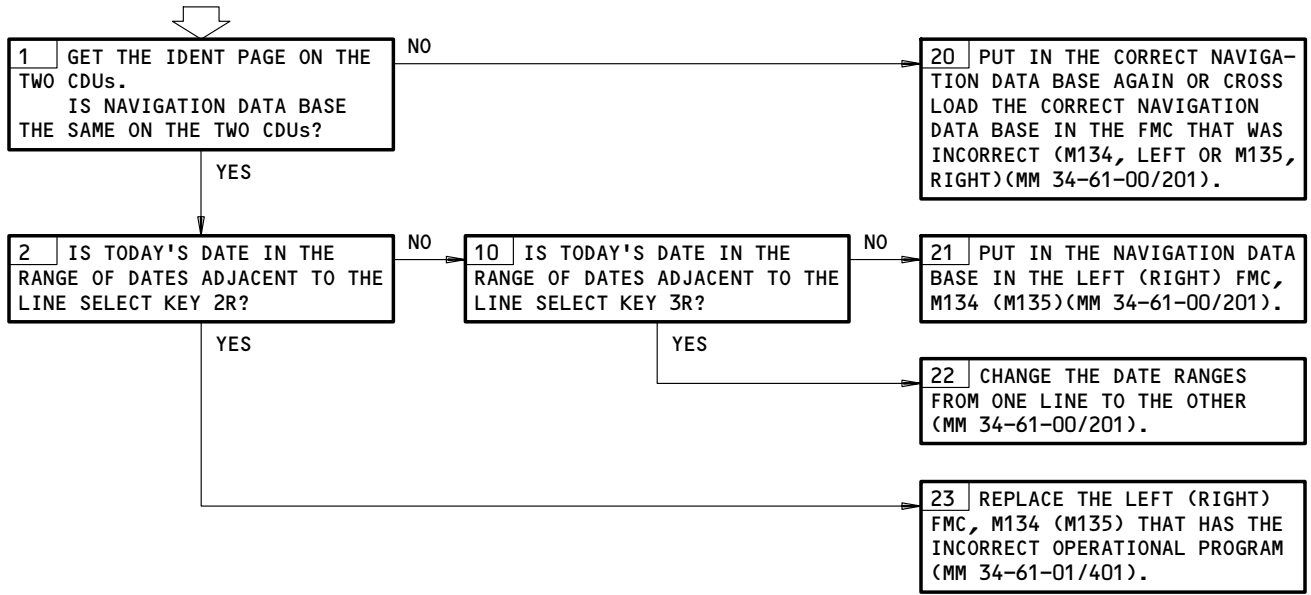 1 GET THE IDENT PAGE ON THE
TWO CDUs.
IS NAVIGATION DATA BASE
THE SAME ON THE TWO CDUs?
NO
20 PUT IN THE CORRECT NAVIGA-
TION DATA BASE AGAIN OR CROSS
LOAD THE CORRECT NAVIGATION
DATA BASE IN THE FMC THAT WAS
INCORRECT (M134, LEFT OR M135,
RIGHT)(MM 34-61-00/201).
YES
2 IS TODAY'S DATE IN THE
RANGE OF DATES ADJACENT TO THE
LINE SELECT KEY 2R?
NO
10 IS TODAY'S DATE IN THE
RANGE OF DATES ADJACENT TO THE
LINE SELECT KEY 3R?
NO
21 PUT IN THE NAVIGATION DATA
BASE IN THE LEFT (RIGHT) FMC,
M134 (M135)(MM 34-61-00/201).
YES
YES
22 CHANGE THE DATE RANGES
FROM ONE LINE TO THE OTHER
(MM 34-61-00/201).
23 REPLACE THE LEFT (RIGHT)
FMC, M134 (M135) THAT HAS THE
INCORRECT OPERATIONAL PROGRAM
(MM 34-61-01/401).